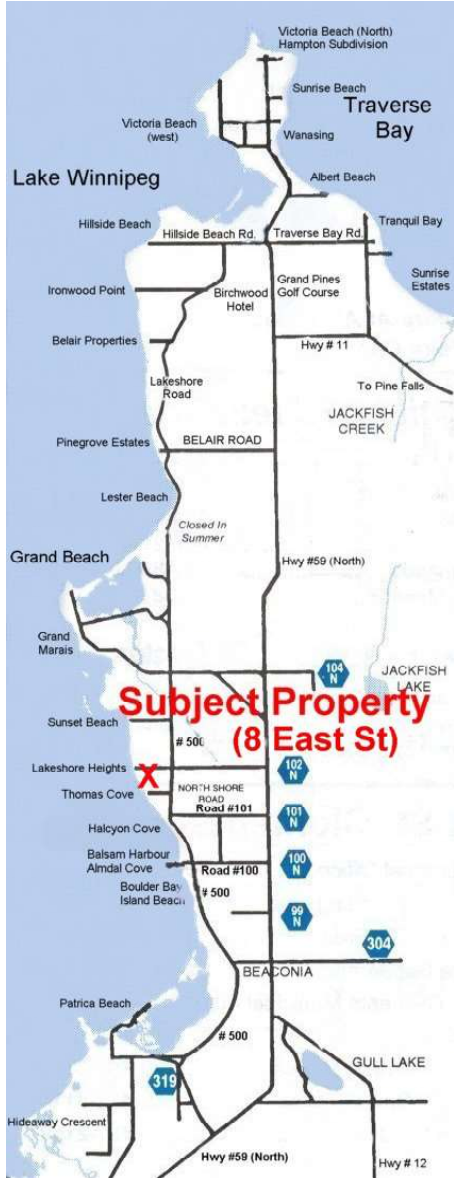 Victoria Beach (North)
Hampton Subdivision
Sunrise Beach
Traverse
Bay
Victoria Beach
(west)
Wanasing
Lake Winnipeg
Albert Beach
Hillside Beach
Hillside Beach Rd.
Traverse Bay Rd.
Tranquil Bay
Ironwood Point
Birchwood
Hotel
Grand Pines
Golf Course
Sunrise
Estates
Belair Properties
Hwy # 11
Lakeshore
Road
To Pine Falls
JACKFISH
CREEK
Pinegrove Estates
BELAIR ROAD
Lester Beach
Closed In
Summer
Grand Beach
Hwy #59 (North)
Grand
Marais
104
N
JACKFISH
LAKE
Subject Property
(8 East St)
Sunset Beach
# 500
Lakeshore Heights
X
102
N
Thomas Cove
NORTH SHORE
ROAD
Road #101
101
N
Halcyon Cove
Balsam Harbour
Almdal Cove
Road #100
100
N
Boulder Bay
Island Beach
# 500
99
N
304
BEACONIA
Patrica Beach
# 500
319
GULL LAKE
Hideaway Crescent
Hwy #59 (North)
Hwy # 12